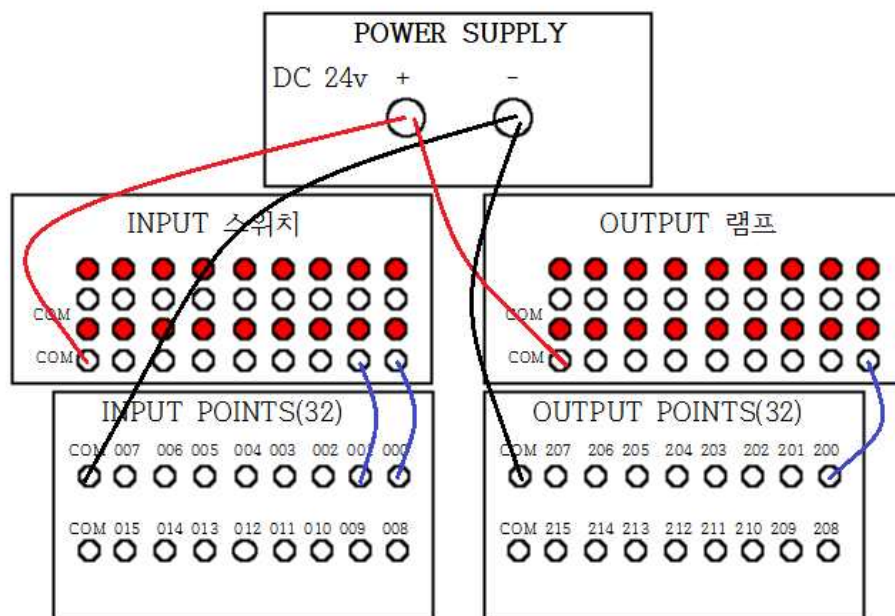 POWER SUPPLY
DC 24v + -
INPUT 스위치
COM
COM
OUTPUT 램프
COM
COM
INPUT POINTS(32)
COM 007 006 005 004 003 002 001 000
COM 015 014 013 012 011 010 009 008
OUTPUT POINTS(32)
COM 207 206 205 204 203 202 201 200
COM 215 214 213 212 211 210 209 208